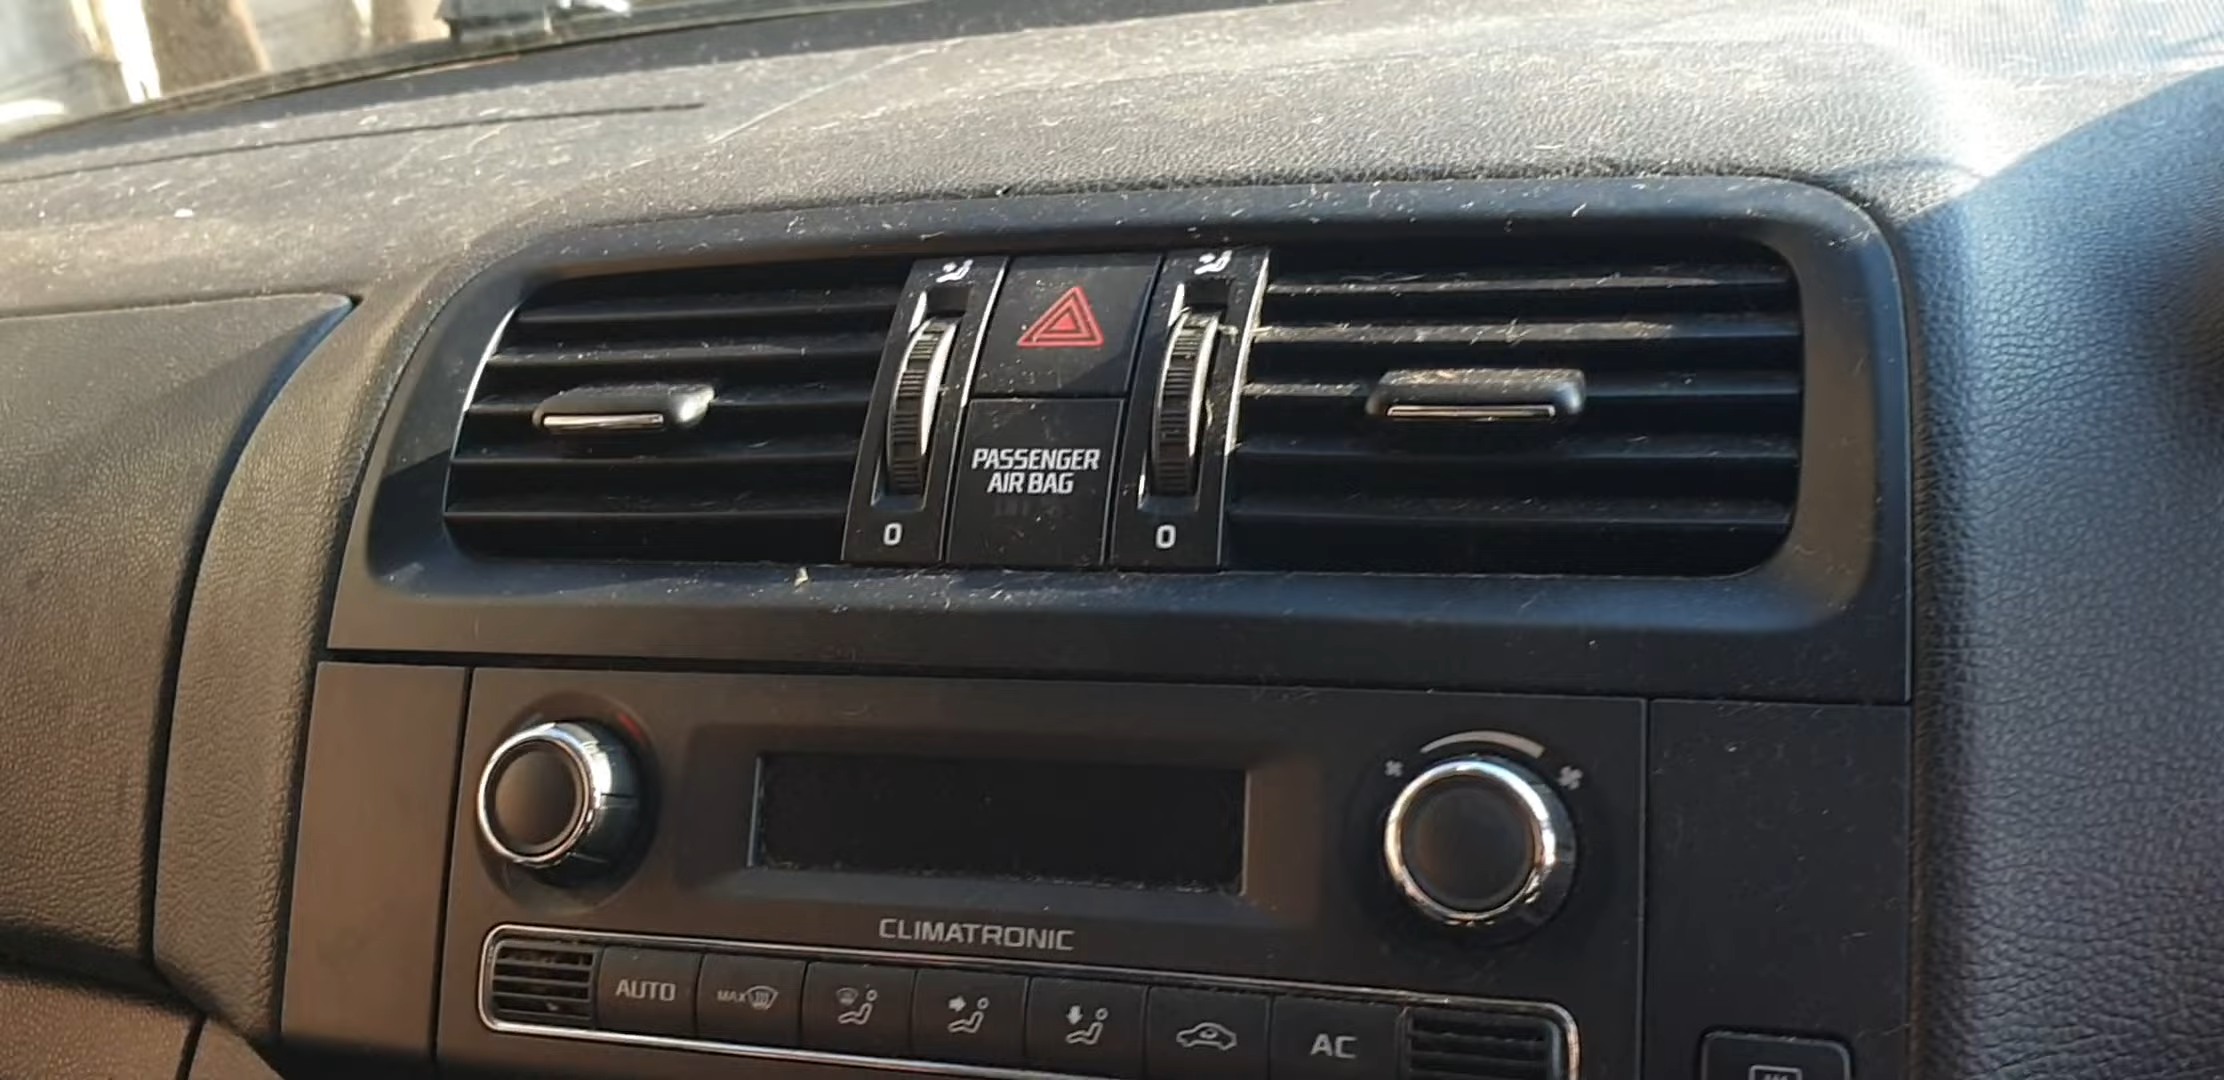 PASSENGER
AIR BAG
0 0
CLIMATRONIC
AUTO MAX AC